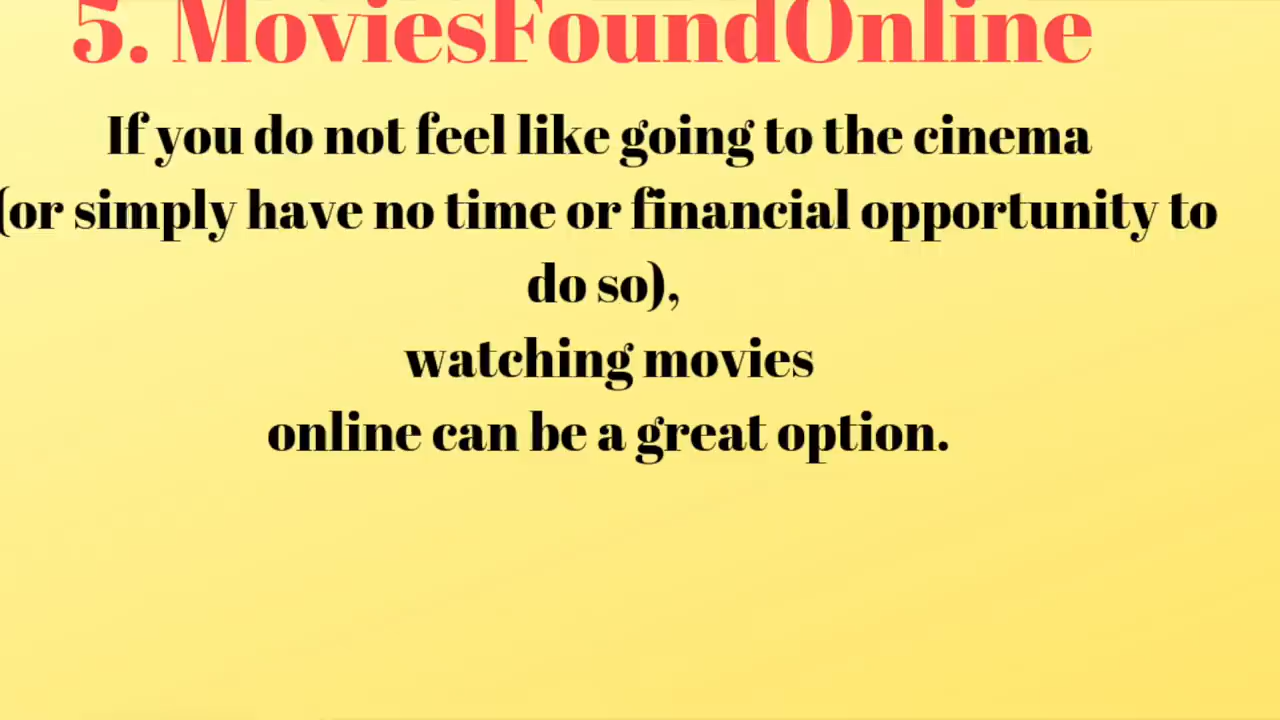 5. MoviesFoundOnline
If you do not feel like going to the cinema
(or simply have no time or financial opportunity to
do so),
watching movies
online can be a great option.